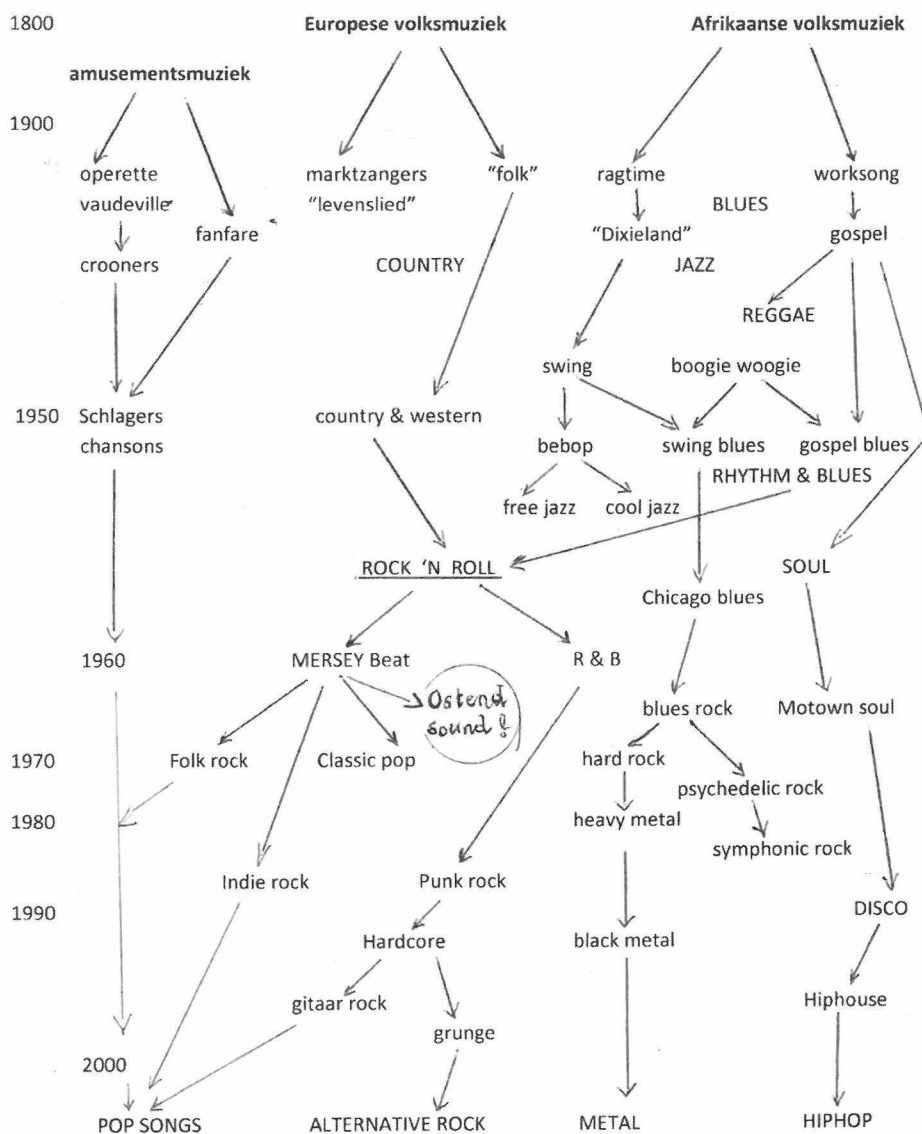 1800 Europese volksmuziek Afrikaanse volksmuziek
amusementsmuziek
1900
operette marktzangers "folk" ragtime worksong
vaudeville "levenslied" BLUES
fanfare "Dixieland" gospel
crooners COUNTRY JAZZ
REGGAE
swing boogie woogie
1950 Schlagers country & western
chansons bebop swing blues gospel blues
RHYTHM & BLUES
free jazz cool jazz
ROCK 'N ROLL SOUL
Chicago blues
1960 MERSEY Beat R & B
Ostend
sound!
blues rock Motown soul
1970 Folk rock Classic pop hard rock
psychedelic rock
1980 heavy metal
symphonic rock
Indie rock Punk rock
1990 DISCO
Hardcore black metal
gitaar rock Hiphouse
grunge
2000
POP SONGS ALTERNATIVE ROCK METAL HIPHOP